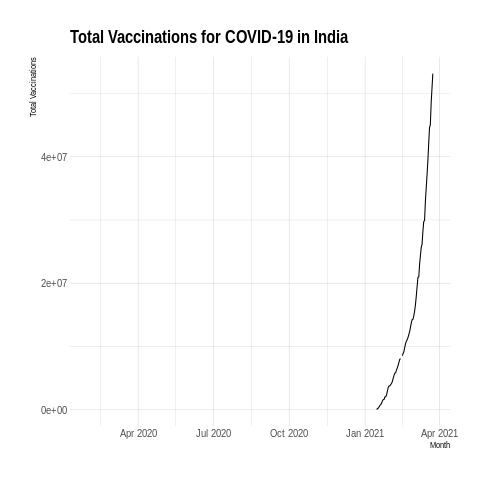 Total Vaccinations for COVID-19 in India
Total Vaccinations
4e+07
2e+07
0e+00
Apr 2020 Jul 2020 Oct 2020 Jan 2021 Apr 2021
Month